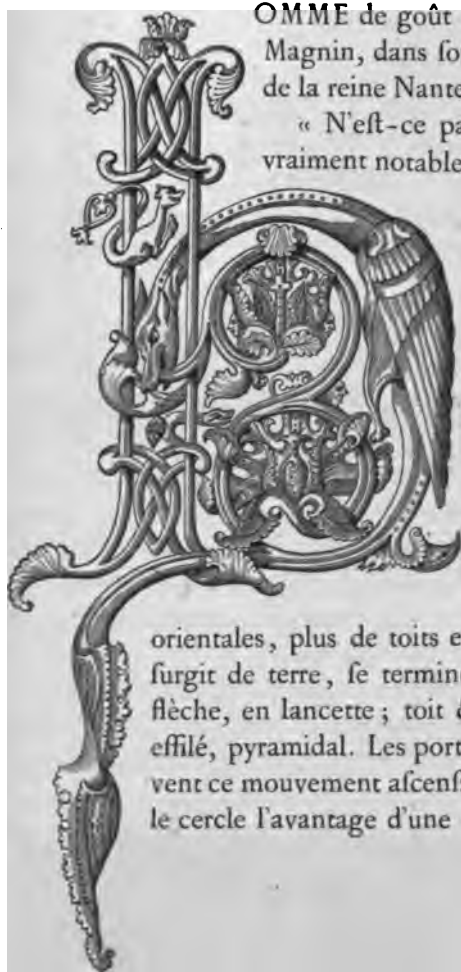 OMME de goût
Magnin, dans ſo
de la reine Nante
« N'eſt-ce pa
vraiment notable
orientales, plus de toits e
ſurgit de terre, ſe termin
flèche, en lancette; toit
effilé, pyramidal. Les port
vent ce mouvement aſcenſ
le cercle l'avantage d'une